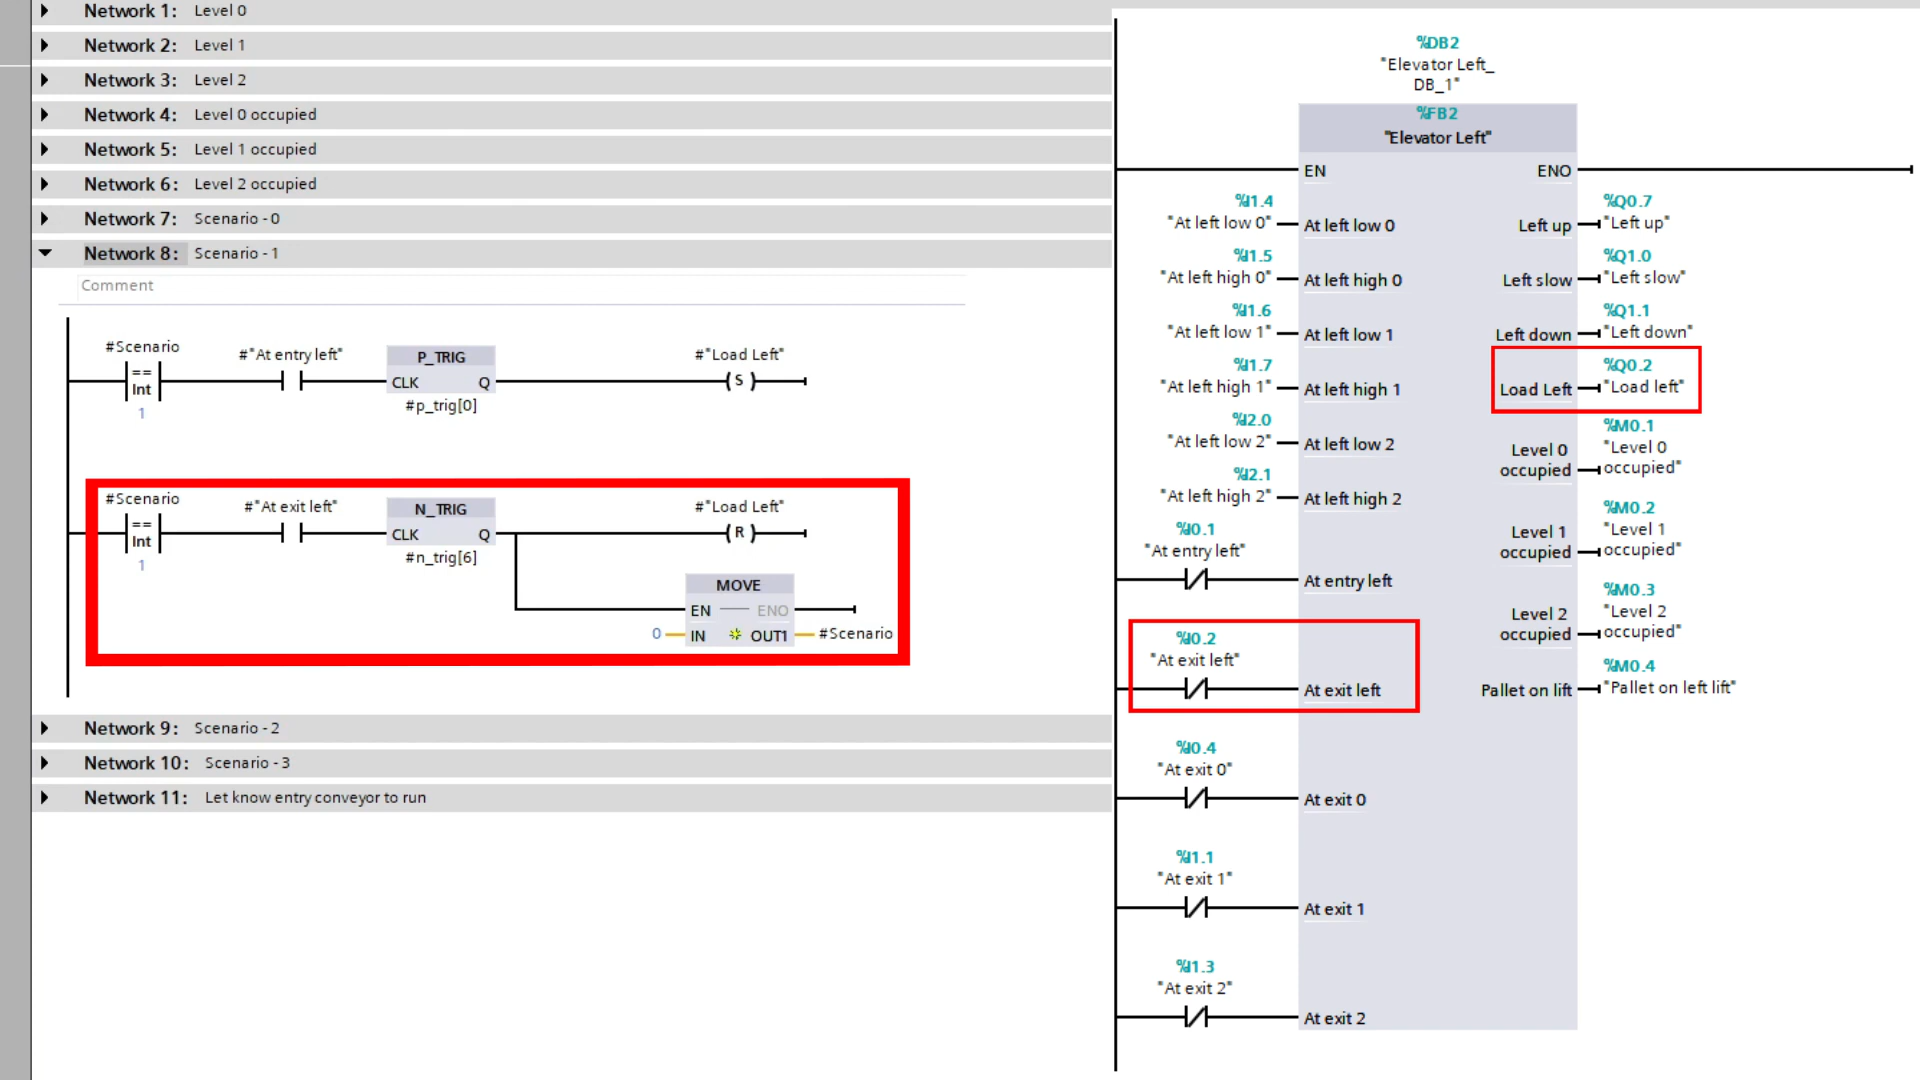 Network 1: Level 0
Network 2: Level 1
Network 3: Level 2
Network 4: Level 0 occupied
Network 5: Level 1 occupied
Network 6: Level 2 occupied
Network 7: Scenario - 0
Network 8: Scenario - 1
Comment
#Scenario
#"At entry left"
P_TRIG
#"Load Left"
==
Int
1
CLK Q
( S )
#p_trig[0]
#Scenario
#"At exit left"
N_TRIG
#"Load Left"
==
Int
1
CLK Q
( R )
#n_trig[6]
MOVE
EN ENO
0 IN OUT1 #Scenario
Network 9: Scenario - 2
Network 10: Scenario - 3
Network 11: Let know entry conveyor to run
%DB2
"Elevator Left_
DB_1"
%FB2
"Elevator Left"
EN ENO
%I1.4
"At left low 0" At left low 0
%I1.5
"At left high 0" At left high 0
%I1.6
"At left low 1" At left low 1
%I1.7
"At left high 1" At left high 1
%I2.0
"At left low 2" At left low 2
%I2.1
"At left high 2" At left high 2
%I0.1
"At entry left"
At entry left
%I0.2
"At exit left"
At exit left
%I0.4
"At exit 0"
At exit 0
%I1.1
"At exit 1"
At exit 1
%I1.3
"At exit 2"
At exit 2
%Q0.7
Left up "Left up"
%Q1.0
Left slow "Left slow"
%Q1.1
Left down "Left down"
%Q0.2
Load Left "Load left"
%M0.1
"Level 0
occupied"
Level 0
occupied
%M0.2
"Level 1
occupied"
Level 1
occupied
%M0.3
"Level 2
occupied"
Level 2
occupied
%M0.4
Pallet on lift "Pallet on left lift"